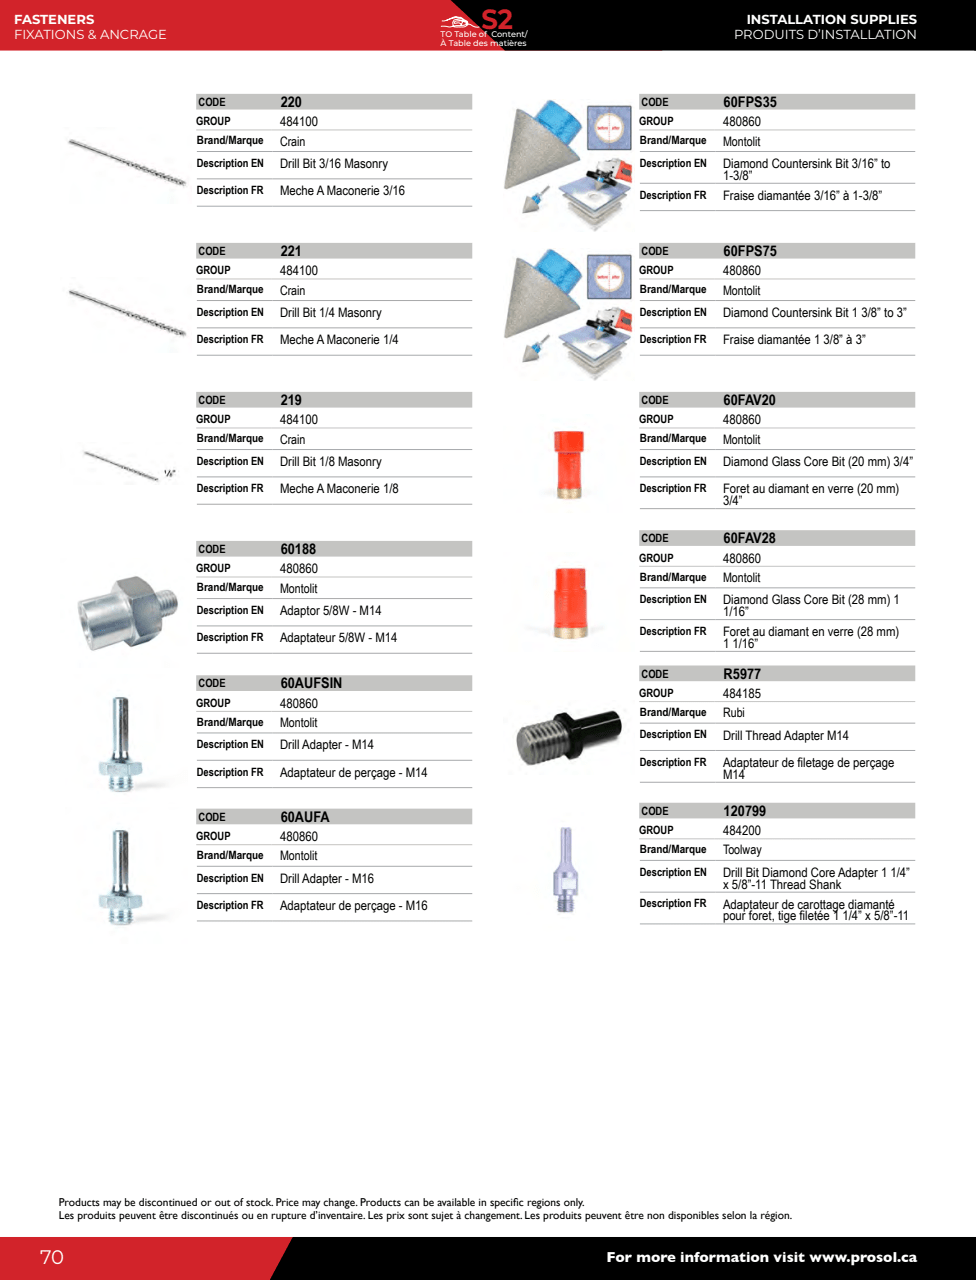 FASTENERS
FIXATIONS & ANCRAGE
S2
TO Table of Content/
À Table des matières
INSTALLATION SUPPLIES
PRODUITS D'INSTALLATION
CODE 220
GROUP 484100
Brand/Marque Crain
Description EN Drill Bit 3/16 Masonry
Description FR Meche A Maconerie 3/16
CODE 221
GROUP 484100
Brand/Marque Crain
Description EN Drill Bit 1/4 Masonry
Description FR Meche A Maconerie 1/4
1/8"
CODE 219
GROUP 484100
Brand/Marque Crain
Description EN Drill Bit 1/8 Masonry
Description FR Meche A Maconerie 1/8
CODE 60188
GROUP 480860
Brand/Marque Montolit
Description EN Adaptor 5/8W - M14
Description FR Adaptateur 5/8W - M14
CODE 60AUFSIN
GROUP 480860
Brand/Marque Montolit
Description EN Drill Adapter - M14
Description FR Adaptateur de perçage - M14
CODE 60AUFA
GROUP 480860
Brand/Marque Montolit
Description EN Drill Adapter - M16
Description FR Adaptateur de perçage - M16
CODE 60FPS35
GROUP 480860
Brand/Marque Montolit
Description EN Diamond Countersink Bit 3/16” to
1-3/8”
Description FR Fraise diamantée 3/16” à 1-3/8”
CODE 60FPS75
GROUP 480860
Brand/Marque Montolit
Description EN Diamond Countersink Bit 1 3/8” to 3”
Description FR Fraise diamantée 1 3/8” à 3”
CODE 60FAV20
GROUP 480860
Brand/Marque Montolit
Description EN Diamond Glass Core Bit (20 mm) 3/4”
Description FR Foret au diamant en verre (20 mm)
3/4”
CODE 60FAV28
GROUP 480860
Brand/Marque Montolit
Description EN Diamond Glass Core Bit (28 mm) 1
1/16”
Description FR Foret au diamant en verre (28 mm)
1 1/16”
CODE R5977
GROUP 484185
Brand/Marque Rubi
Description EN Drill Thread Adapter M14
Description FR Adaptateur de filetage de perçage
M14
CODE 120799
GROUP 484200
Brand/Marque Toolway
Description EN Drill Bit Diamond Core Adapter 1 1/4”
x 5/8”-11 Thread Shank
Description FR Adaptateur de carottage diamanté
pour foret, tige filetée 1 1/4” x 5/8”-11
Products may be discontinued or out of stock. Price may change. Products can be available in specific regions only.
Les produits peuvent être discontinués ou en rupture d'inventaire. Les prix sont sujet à changement. Les produits peuvent être non disponibles selon la région.
70
For more information visit www.prosol.ca